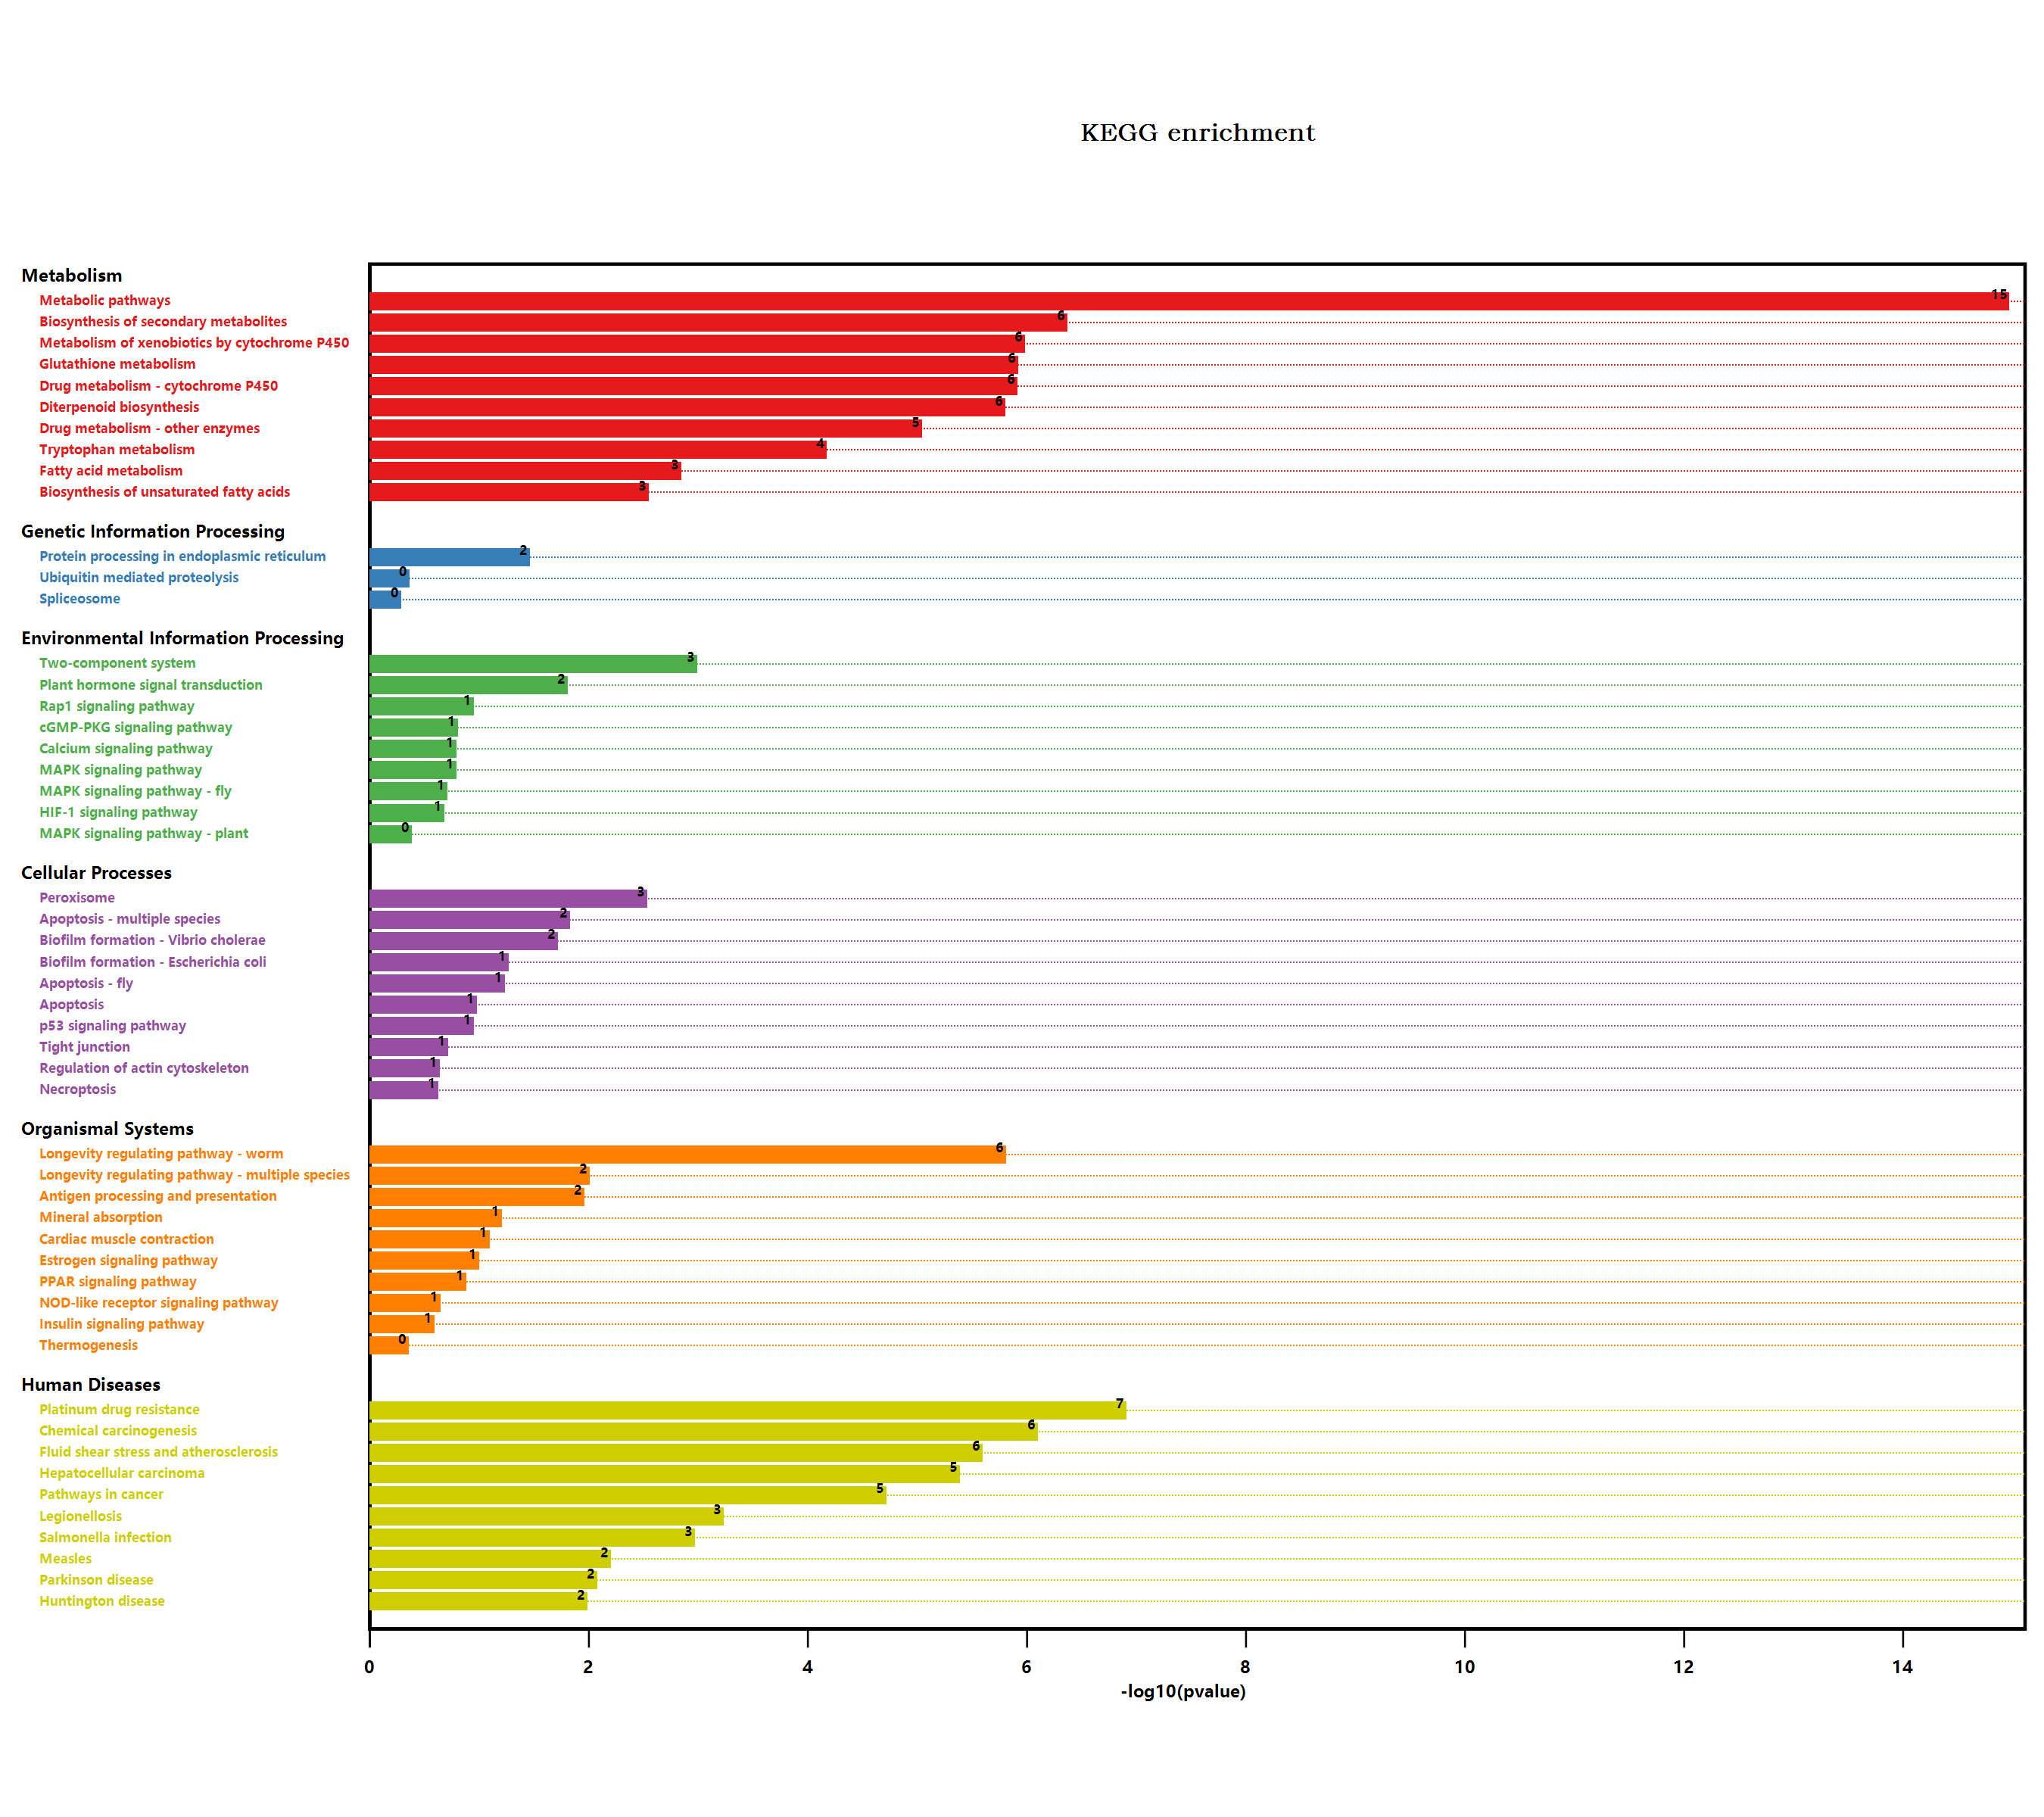 KEGG enrichment
Metabolism
Metabolic pathways 15
Biosynthesis of secondary metabolites 6
Metabolism of xenobiotics by cytochrome P450 6
Glutathione metabolism 6
Drug metabolism - cytochrome P450 6
Diterpenoid biosynthesis 6
Drug metabolism - other enzymes 5
Tryptophan metabolism 4
Fatty acid metabolism 3
Biosynthesis of unsaturated fatty acids 3
Genetic Information Processing
Protein processing in endoplasmic reticulum 2
Ubiquitin mediated proteolysis 0
Spliceosome 0
Environmental Information Processing
Two-component system 3
Plant hormone signal transduction 2
Rap1 signaling pathway 1
cGMP-PKG signaling pathway 1
Calcium signaling pathway 1
MAPK signaling pathway 1
MAPK signaling pathway - fly 1
HIF-1 signaling pathway 1
MAPK signaling pathway - plant 0
Cellular Processes
Peroxisome 3
Apoptosis - multiple species 2
Biofilm formation - Vibrio cholerae 2
Biofilm formation - Escherichia coli 1
Apoptosis - fly 1
Apoptosis 1
p53 signaling pathway 1
Tight junction 1
Regulation of actin cytoskeleton 1
Necroptosis 1
Organismal Systems
Longevity regulating pathway - worm 6
Longevity regulating pathway - multiple species 2
Antigen processing and presentation 2
Mineral absorption 1
Cardiac muscle contraction 1
Estrogen signaling pathway 1
PPAR signaling pathway 1
NOD-like receptor signaling pathway 1
Insulin signaling pathway 1
Thermogenesis 0
Human Diseases
Platinum drug resistance 7
Chemical carcinogenesis 6
Fluid shear stress and atherosclerosis 6
Hepatocellular carcinoma 5
Pathways in cancer 5
Legionellosis 3
Salmonella infection 3
Measles 2
Parkinson disease 2
Huntington disease 2
0 2 4 6 8 10 12 14
-log10(pvalue)